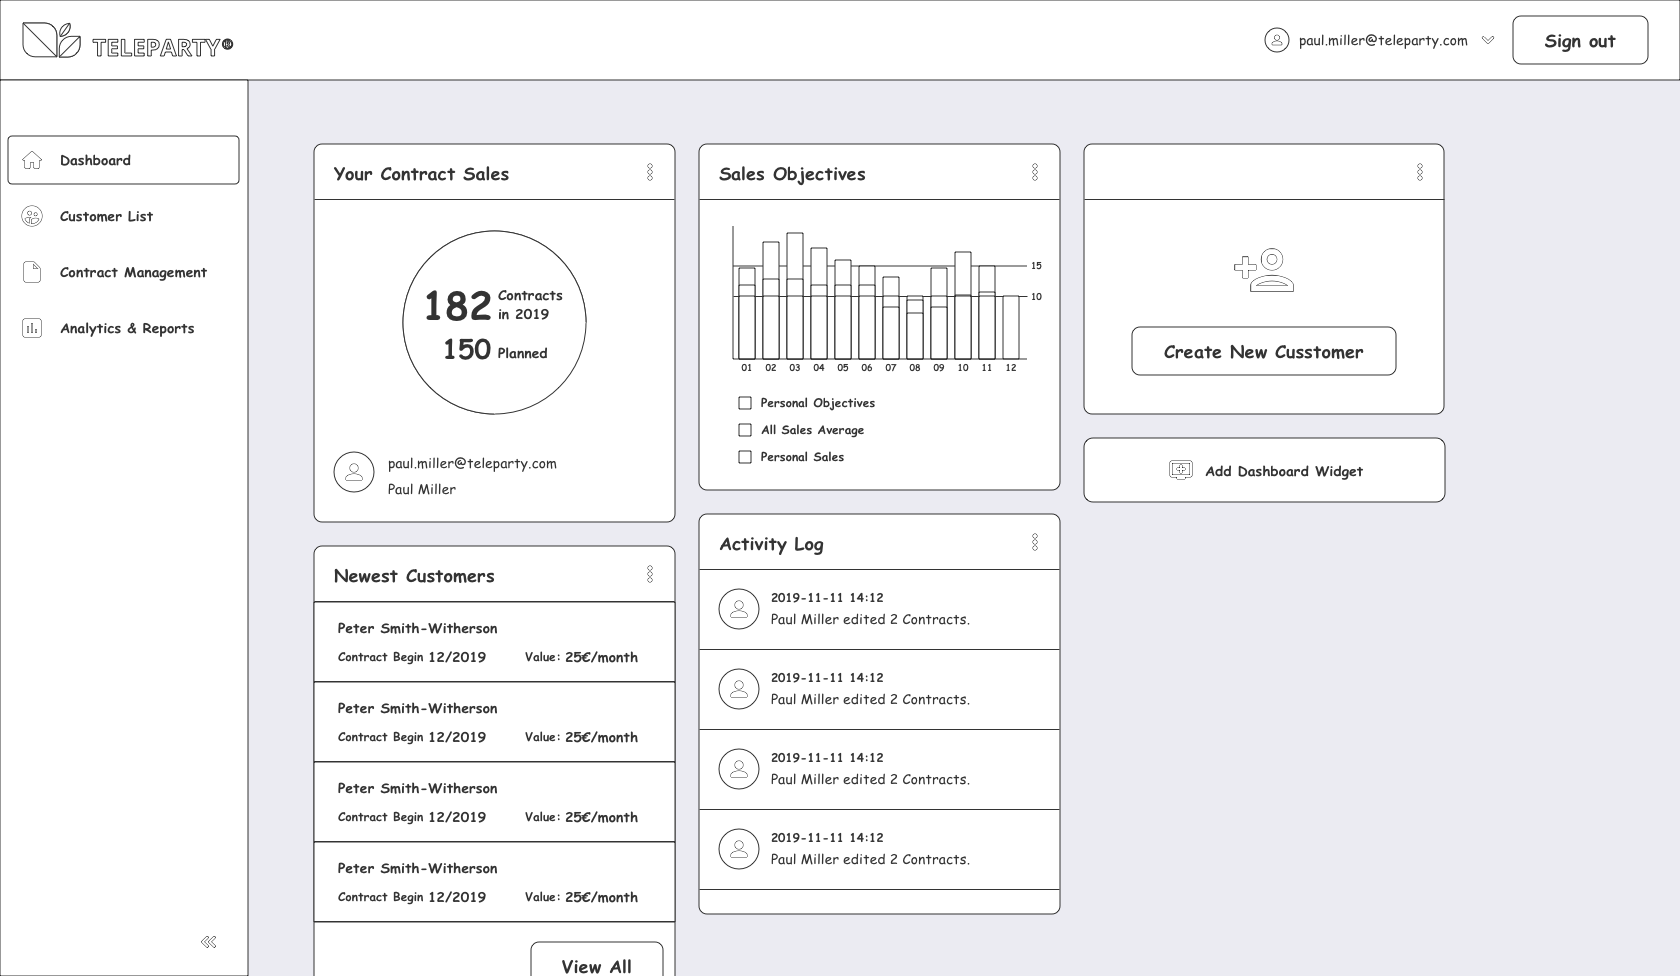 TELEPARTY
paul.miller@teleparty.com
Sign out
Dashboard
Customer List
Contract Management
Analytics & Reports
Your Contract Sales
182 Contracts
in 2019
150 Planned
paul.miller@teleparty.com
Paul Miller
Newest Customers
Peter Smith-Witherson
Contract Begin 12/2019 Value: 25€/month
Peter Smith-Witherson
Contract Begin 12/2019 Value: 25€/month
Peter Smith-Witherson
Contract Begin 12/2019 Value: 25€/month
Peter Smith-Witherson
Contract Begin 12/2019 Value: 25€/month
View All
Sales Objectives
15
10
01 02 03 04 05 06 07 08 09 10 11 12
Personal Objectives
All Sales Average
Personal Sales
Activity Log
2019-11-11 14:12
Paul Miller edited 2 Contracts.
2019-11-11 14:12
Paul Miller edited 2 Contracts.
2019-11-11 14:12
Paul Miller edited 2 Contracts.
2019-11-11 14:12
Paul Miller edited 2 Contracts.
Create New Cusstomer
Add Dashboard Widget